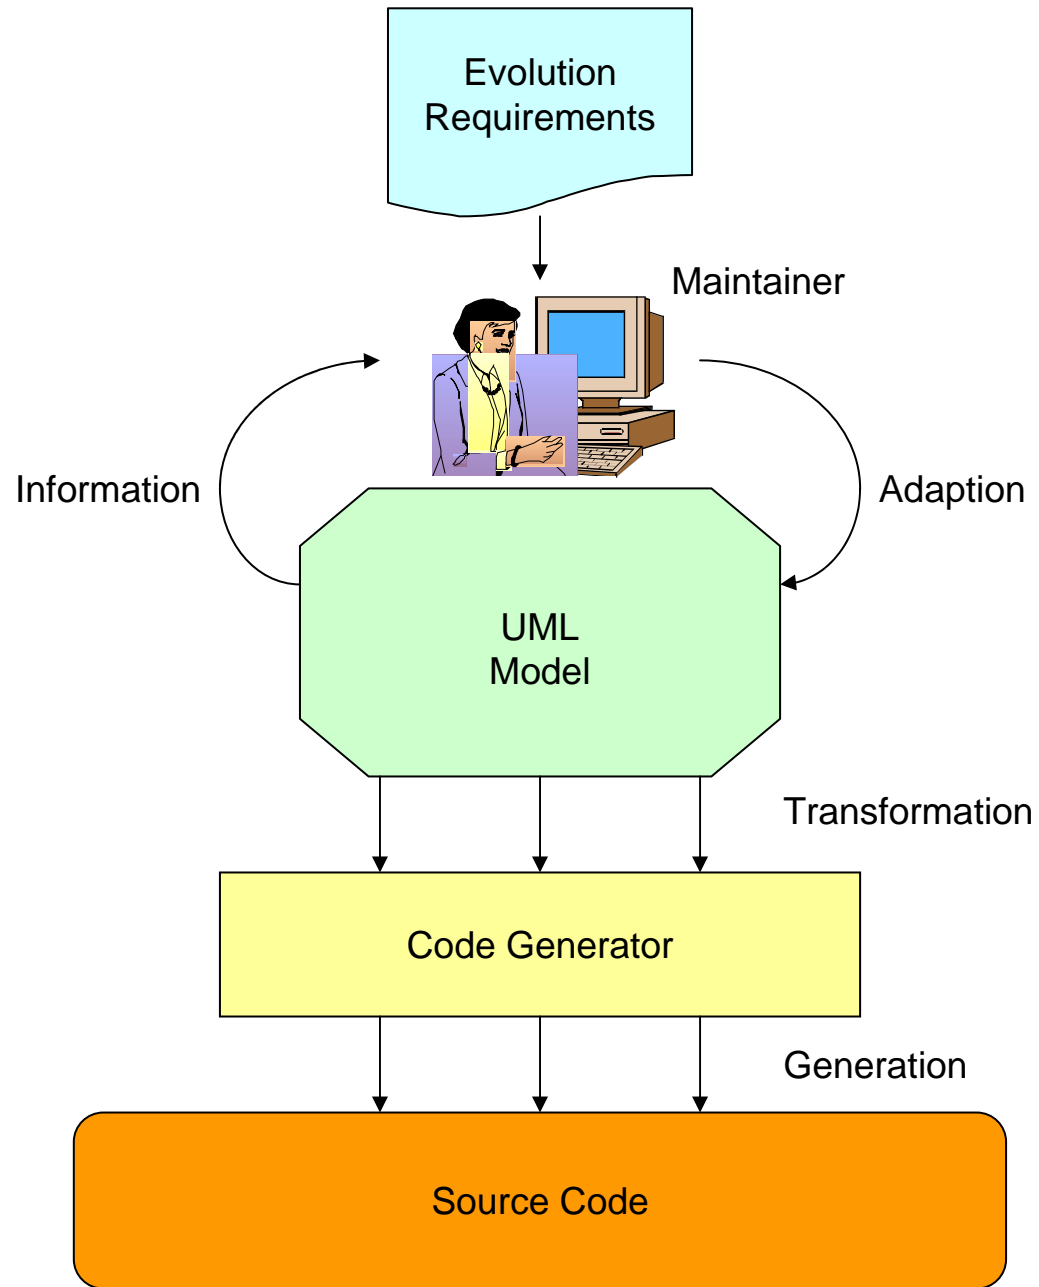 Evolution
Requirements
Maintainer
Information
Adaption
UML
Model
Transformation
Code Generator
Generation
Source Code